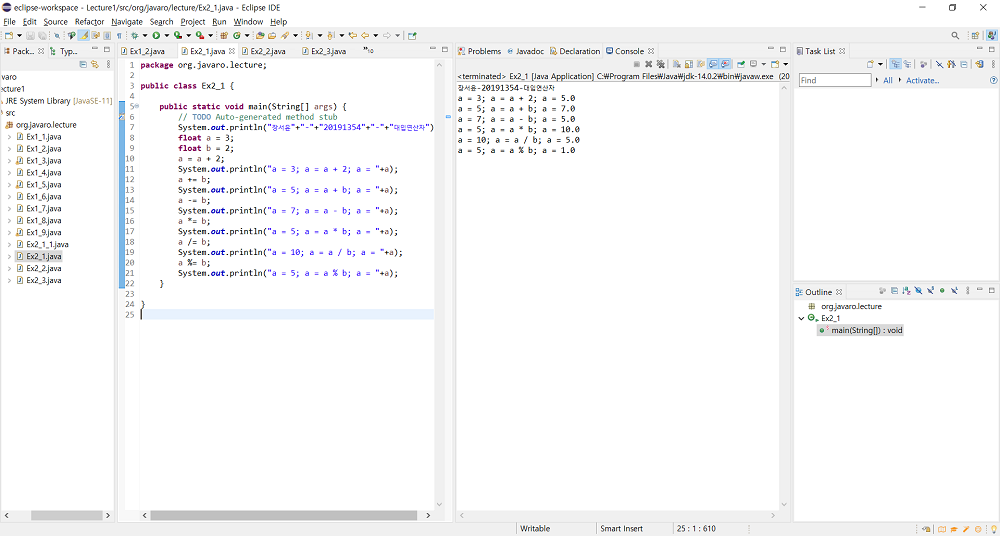 eclipse-workspace - Lecture1/src/org/javaro/lecture/Ex2_1.java - Eclipse IDE
File Edit Source Refactor Navigate Search Project Run Window Help
Pack... Typ...
varo
ecture1
JRE System Library [JavaSE-11]
src
org.javaro.lecture
Ex1_1.java
Ex1_2.java
Ex1_3.java
Ex1_4.java
Ex1_5.java
Ex1_6.java
Ex1_7.java
Ex1_8.java
Ex1_9.java
Ex2_1_1.java
Ex2_1.java
Ex2_2.java
Ex2_3.java
Ex1_2.java Ex2_1.java Ex2_2.java Ex2_3.java
1 package org.javaro.lecture;
2
3 public class Ex2_1 {
4
5 public static void main(String[] args) {
6 // TODO Auto-generated method stub
7 System.out.println("장서윤"+"-"+"20191354"+"-"+"대입연산자")
8 float a = 3;
9 float b = 2;
10 a = a + 2;
11 System.out.println("a = 3; a = a + 2; a = "+a);
12 a += b;
13 System.out.println("a = 5; a = a + b; a = "+a);
14 a -= b;
15 System.out.println("a = 7; a = a - b; a = "+a);
16 a *= b;
17 System.out.println("a = 5; a = a * b; a = "+a);
18 a /= b;
19 System.out.println("a = 10; a = a / b; a = "+a);
20 a %= b;
21 System.out.println("a = 5; a = a % b; a = "+a);
22 }
23
24 }
25
Problems Javadoc Declaration Console
<terminated> Ex2_1 [Java Application] C:₩Program Files₩Java₩jdk-14.0.2₩bin₩javaw.exe (20
장서윤-20191354-대입연산자
a = 3; a = a + 2; a = 5.0
a = 5; a = a + b; a = 7.0
a = 7; a = a - b; a = 5.0
a = 5; a = a * b; a = 10.0
a = 10; a = a / b; a = 5.0
a = 5; a = a % b; a = 1.0
Task List
Find All Activate...
Outline
org.javaro.lecture
Ex2_1
main(String[]) : void
Writable Smart Insert 25 : 1 : 610